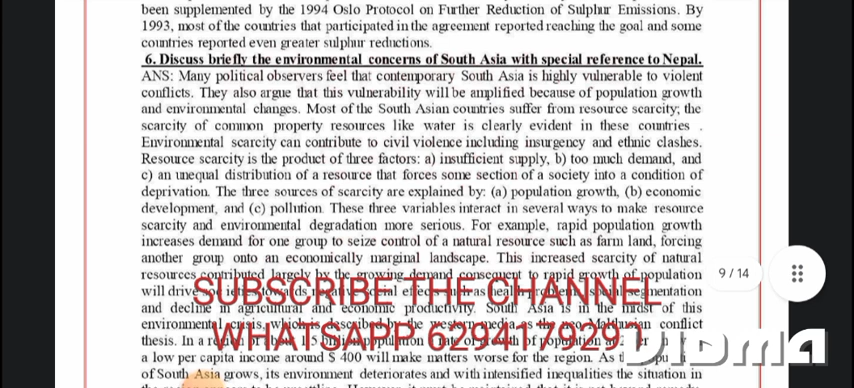 been supplemented by the 1994 Oslo Protocol on Further Reduction of Sulphur Emissions. By
1993, most of the countries that participated in the agreement reported reaching the goal and some
countries reported even greater sulphur reductions.
6. Discuss briefly the environmental concerns of South Asia with special reference to Nepal.
ANS: Many political observers feel that contemporary South Asia is highly vulnerable to violent
conflicts. They also argue that this vulnerability will be amplified because of population growth
and environmental changes. Most of the South Asian countries suffer from resource scarcity; the
scarcity of common property resources like water is clearly evident in these countries .
Environmental scarcity can contribute to civil violence including insurgency and ethnic clashes.
Resource scarcity is the product of three factors: a) insufficient supply, b) too much demand, and
c) an unequal distribution of a resource that forces some section of a society into a condition of
deprivation. The three sources of scarcity are explained by: (a) population growth, (b) economic
development, and (c) pollution. These three variables interact in several ways to make resource
scarcity and environmental degradation more serious. For example, rapid population growth
increases demand for one group to seize control of a natural resource such as farm land, forcing
another group onto an economically marginal landscape. This increased scarcity of natural
resources contributed largely by the growing demand consequent to rapid growth of population
9 / 14
SUBSCRIBE THE CHANNEL
will drive
and decline in agricultural and economic productivity. South Asia is in the midst of this
environmental crisis, which is described by the western media as the neo-Malthusian conflict
WHATSAPP 6294117929
thesis. In a
a low per capita income around $ 400 will make matters worse for the region. As
of South Asia grows, its environment deteriorates and with intensified inequalities the situation in